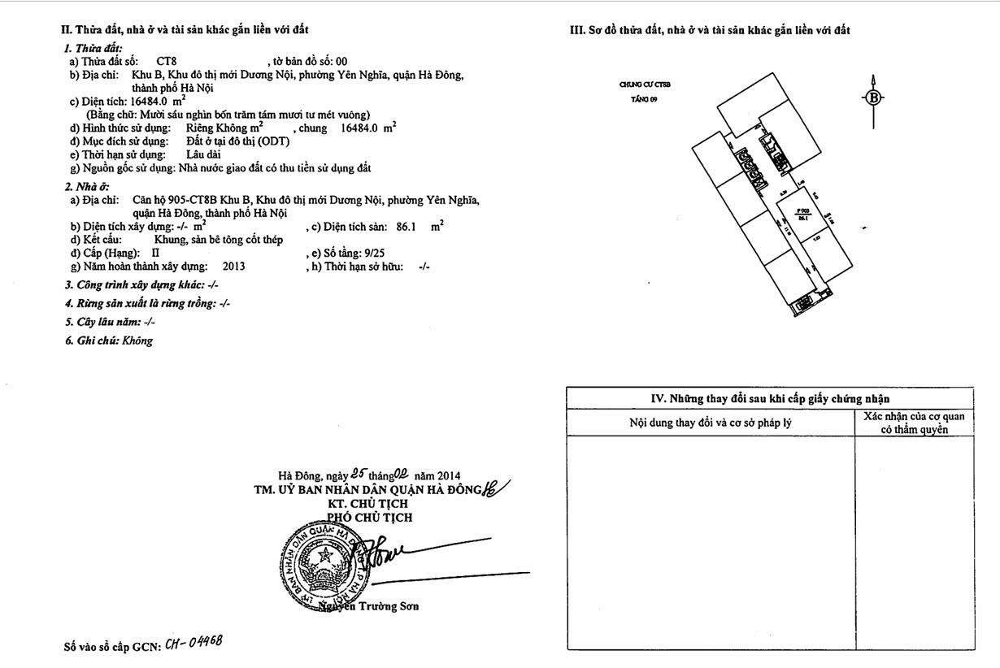 II. Thửa đất, nhà ở và tài sản khác gắn liền với đất
1. Thửa đất:
a) Thửa đất số: CT8 , tờ bản đồ số: 00
b) Địa chỉ: Khu B, Khu đô thị mới Dương Nội, phường Yên Nghĩa, quận Hà Đông,
thành phố Hà Nội
c) Diện tích: 16484.0 m²
(Bằng chữ: Mười sáu nghìn bốn trăm tám mươi tư mét vuông)
d) Hình thức sử dụng: Riêng Không m² , chung 16484.0 m²
đ) Mục đích sử dụng: Đất ở tại đô thị (ODT)
e) Thời hạn sử dụng: Lâu dài
g) Nguồn gốc sử dụng: Nhà nước giao đất có thu tiền sử dụng đất
2. Nhà ở:
a) Địa chỉ: Căn hộ 905-CT8B Khu B, Khu đô thị mới Dương Nội, phường Yên Nghĩa,
quận Hà Đông, thành phố Hà Nội
b) Diện tích xây dựng: -/- m² , c) Diện tích sàn: 86.1 m²
d) Kết cấu: Khung, sàn bê tông cốt thép
đ) Cấp (Hạng): II , e) Số tầng: 9/25
g) Năm hoàn thành xây dựng: 2013 , h) Thời hạn sở hữu: -/-
3. Công trình xây dựng khác: -/-
4. Rừng sản xuất là rừng trồng: -/-
5. Cây lâu năm: -/-
6. Ghi chú: Không
Hà Đông, ngày 25 tháng 02 năm 2014
TM. UỶ BAN NHÂN DÂN QUẬN HÀ ĐÔNG
KT. CHỦ TỊCH
PHÓ CHỦ TỊCH
UỶ BAN NHÂN DÂN QUẬN HÀ ĐÔNG T.P HÀ NỘI
Nguyễn Trường Sơn
Số vào sổ cấp GCN: CH-04468
III. Sơ đồ thửa đất, nhà ở và tài sản khác gắn liền với đất
CHUNG CƯ CT8B
TẦNG 09
B
P 905
86.1
IV. Những thay đổi sau khi cấp giấy chứng nhận
Nội dung thay đổi và cơ sở pháp lý
Xác nhận của cơ quan
có thẩm quyền